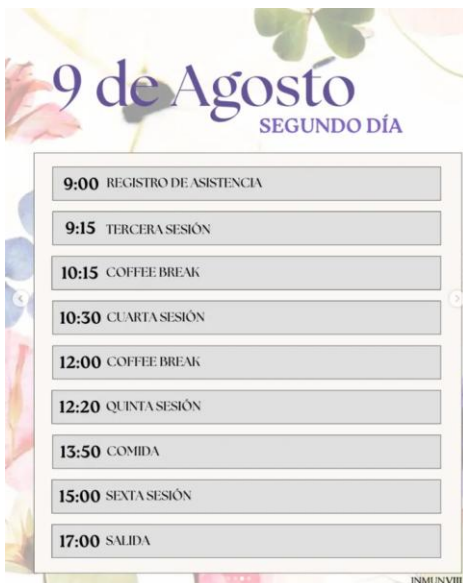 9 de Agosto
SEGUNDO DÍA
9:00 REGISTRO DE ASISTENCIA
9:15 TERCERA SESIÓN
10:15 COFFEE BREAK
10:30 CUARTA SESIÓN
12:00 COFFEE BREAK
12:20 QUINTA SESIÓN
13:50 COMIDA
15:00 SEXTA SESIÓN
17:00 SALIDA
INMUNVIII